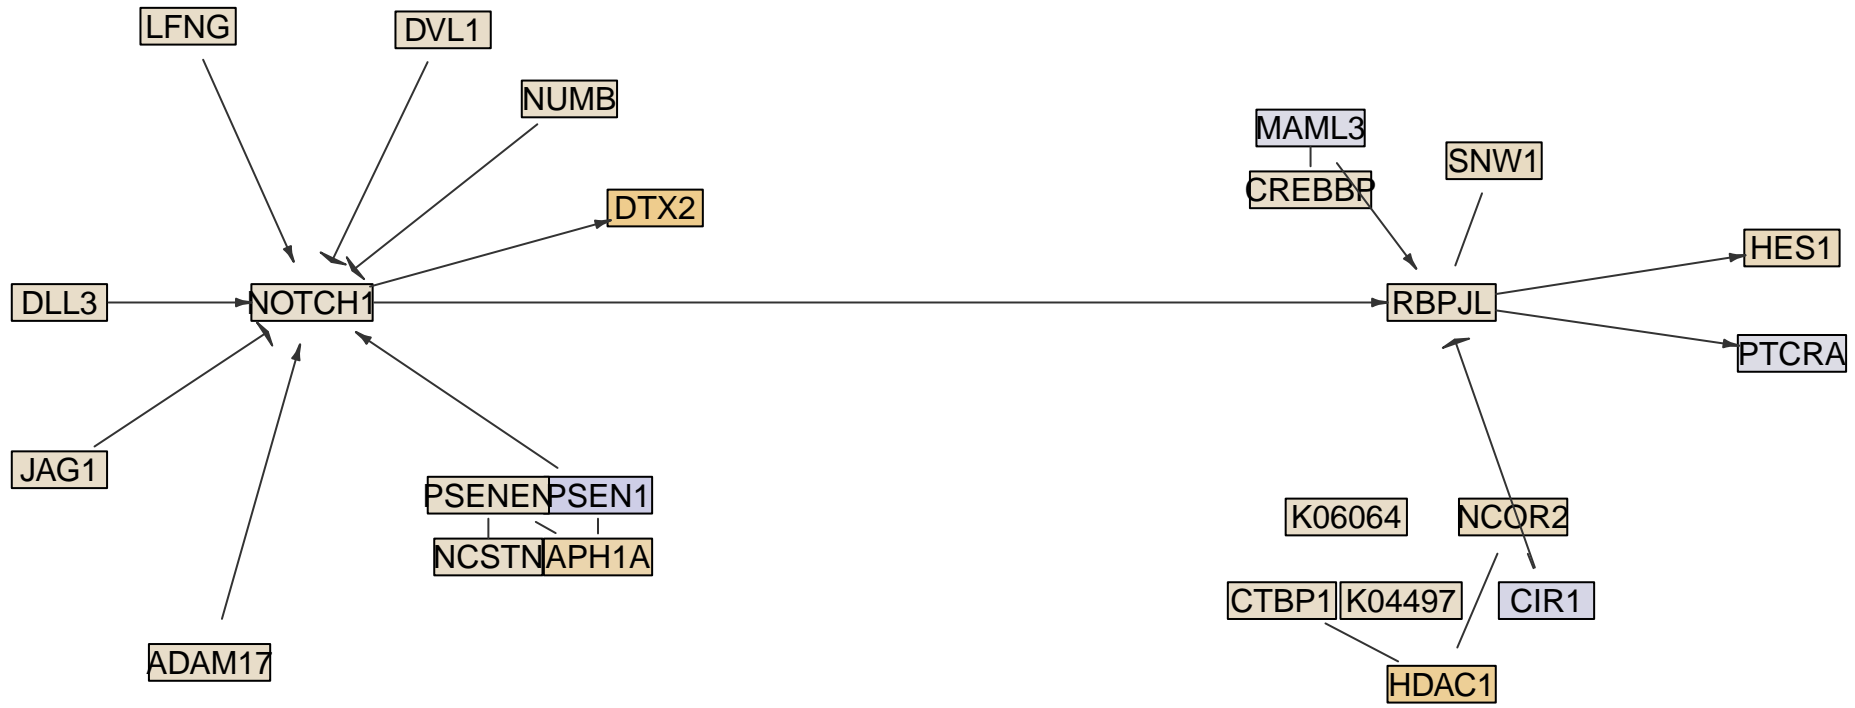 LFNG
DVL1
NUMB
MAML3
SNW1
CREBBP
DTX2
HES1
DLL3
NOTCH1
RBPJL
PTCRA
JAG1
PSENEN
PSEN1
K06064
NCOR2
NCSTN
APH1A
CTBP1
K04497
CIR1
ADAM17
HDAC1